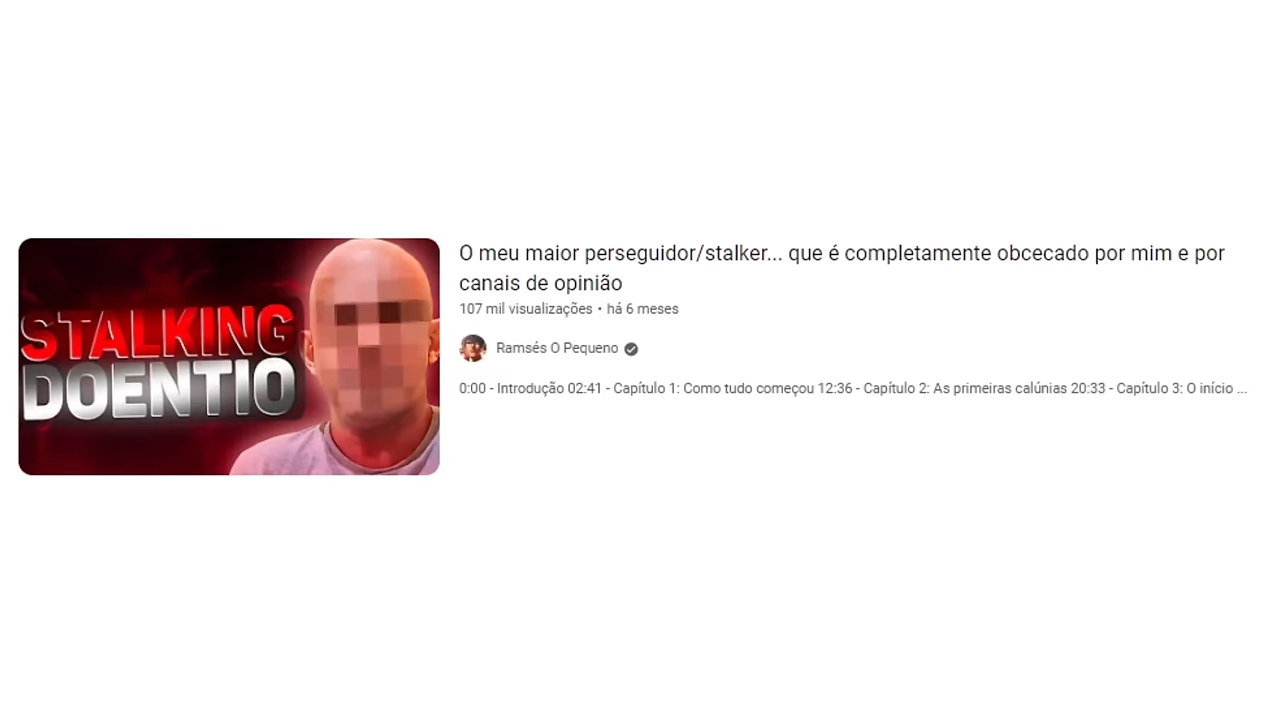 STALKING
DOENTIO
O meu maior perseguidor/stalker... que é completamente obcecado por mim e por
canais de opinião
107 mil visualizações • há 6 meses
Ramsés O Pequeno
0:00 - Introdução 02:41 - Capítulo 1: Como tudo começou 12:36 - Capítulo 2: As primeiras calúnias 20:33 - Capítulo 3: O início ...